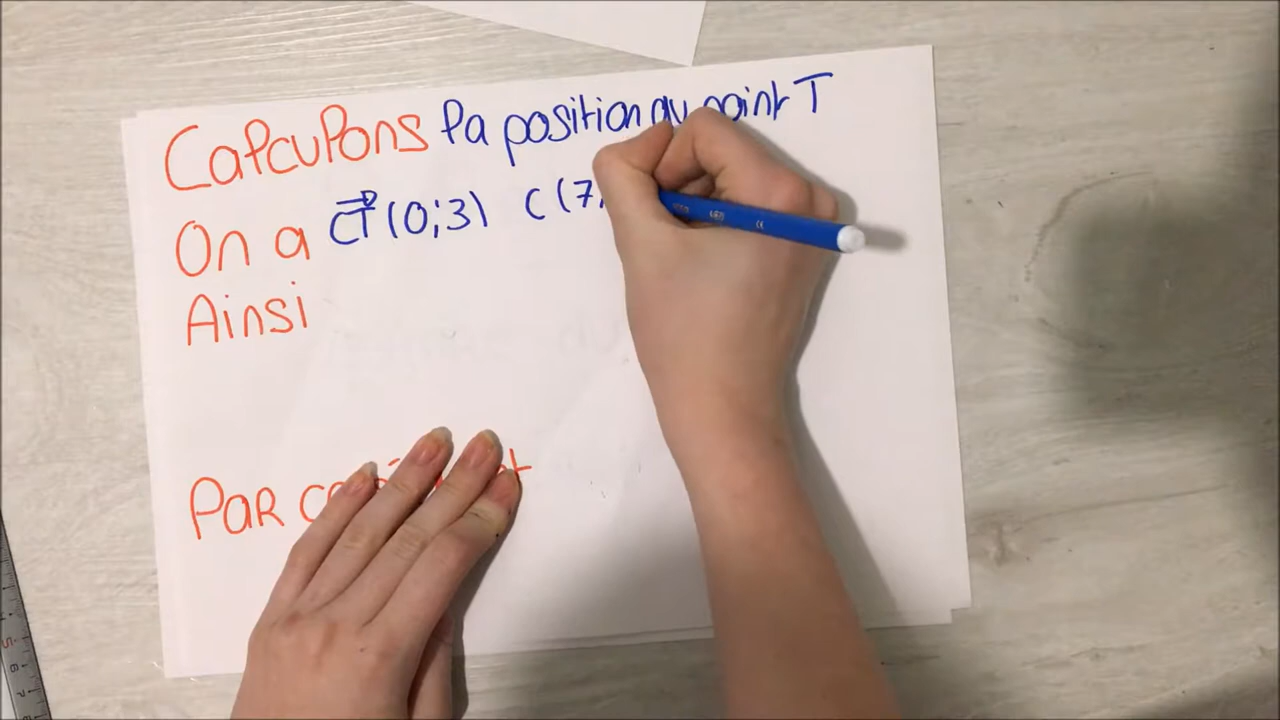 Calculons la position du point T
On a CT (0;3) C (7,
Ainsi
Par